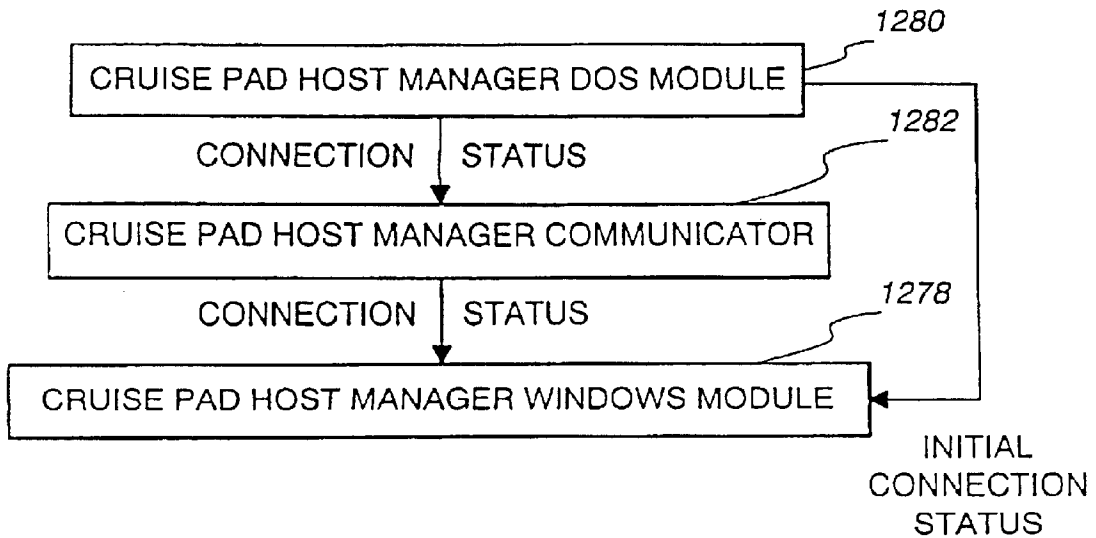 1280
CRUISE PAD HOST MANAGER DOS MODULE
1282
CONNECTION STATUS
CRUISE PAD HOST MANAGER COMMUNICATOR
1278
CONNECTION STATUS
CRUISE PAD HOST MANAGER WINDOWS MODULE
INITIAL
CONNECTION
STATUS